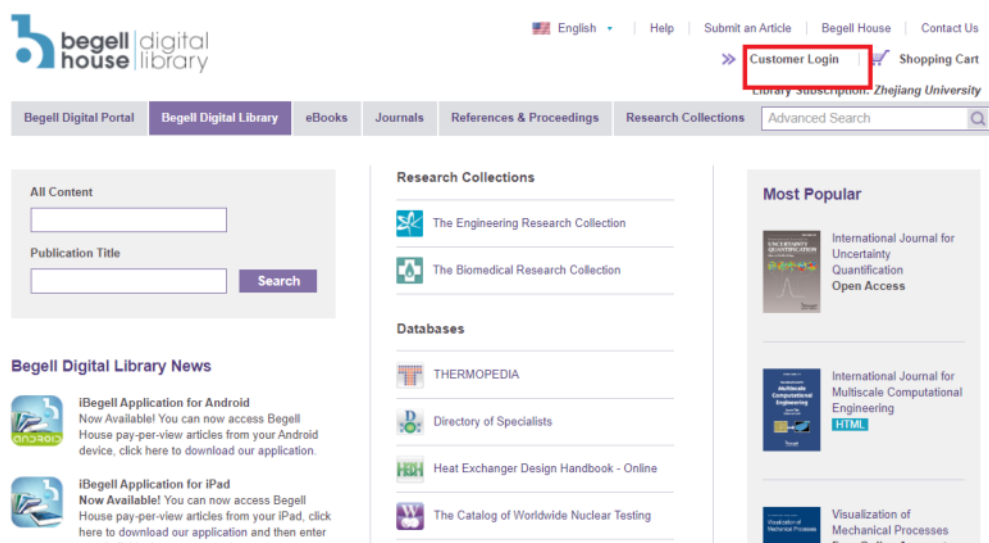 begell digital
house library
English | Help | Submit an Article | Begell House | Contact Us
Customer Login | Shopping Cart
Library Subscription: Zhejiang University
Begell Digital Portal Begell Digital Library eBooks Journals References & Proceedings Research Collections Advanced Search
All Content
Publication Title
Search
Begell Digital Library News
ANDROID
iBegell Application for Android
Now Available! You can now access Begell
House pay-per-view articles from your Android
device, click here to download our application.
iBegell Application for iPad
Now Available! You can now access Begell
House pay-per-view articles from your iPad, click
here to download our application and then enter
Research Collections
The Engineering Research Collection
The Biomedical Research Collection
Databases
THERMOPEDIA
Directory of Specialists
HEDH
Heat Exchanger Design Handbook - Online
The Catalog of Worldwide Nuclear Testing
Most Popular
International Journal for
Uncertainty
Quantification
Open Access
International Journal for
Multiscale Computational
Engineering
HTML
Visualization of
Mechanical Processes